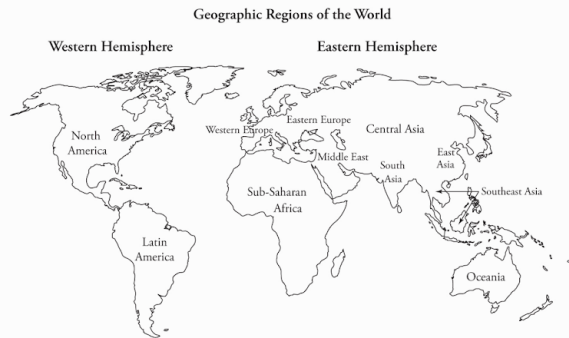 Geographic Regions of the World
Western Hemisphere
Eastern Hemisphere
North
America
Latin
America
Western Europe
Eastern Europe
Central Asia
Middle East
South
Asia
East
Asia
Southeast Asia
Sub-Saharan
Africa
Oceania